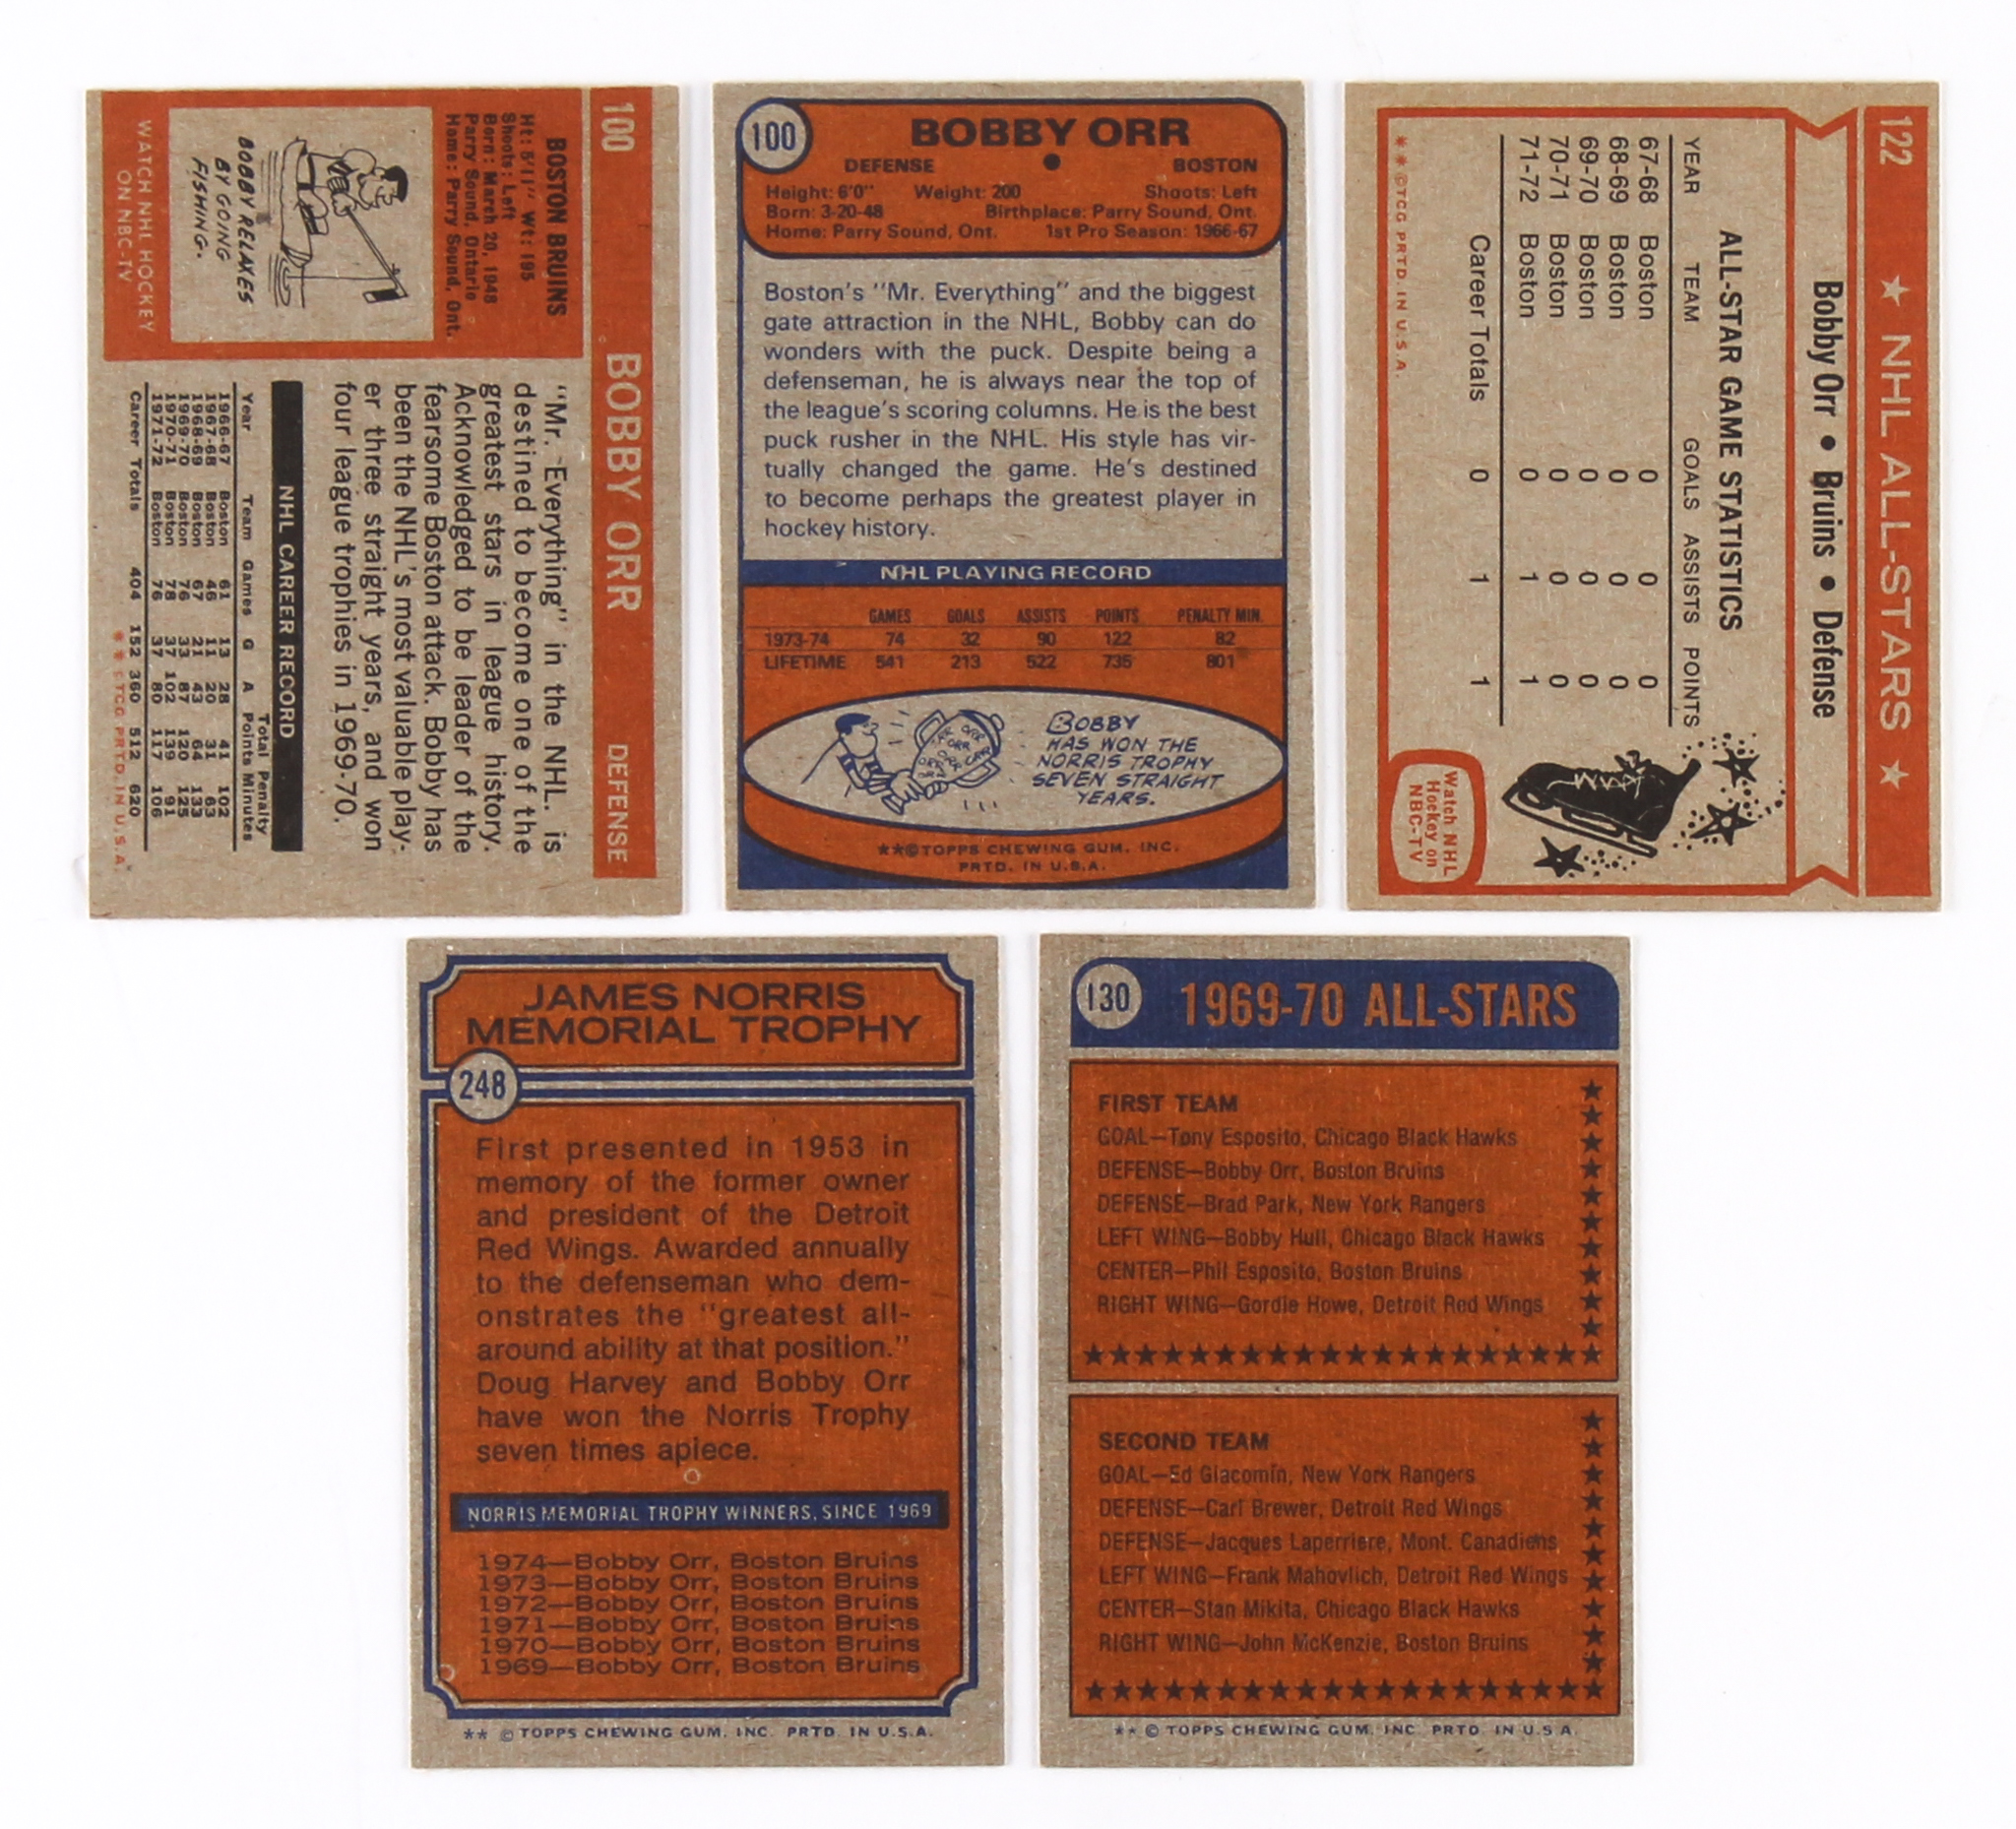 100
BOBBY ORR
DEFENSE
BOSTON BRUINS
Ht: 5'11" Wt: 195
Shoots: Left
Born: March 20, 1948
Parry Sound, Ontario
Home: Parry Sound, Ont.
BOBBY RELAXES
BY GOING
FISHING.
WATCH NHL HOCKEY
ON NBC-TV
"Mr. Everything" in the NHL. is
destined to become one of the
greatest stars in league history.
Acknowledged to be leader of the
fearsome Boston attack. Bobby has
been the NHL's most valuable play-
er three straight years, and won
four league trophies in 1969-70.
NHL CAREER RECORD
Total Penalty
Year Team Games G A Points Minutes
1966-67 Boston 61 13 28 41 102
1967-68 Boston 46 11 20 31 63
1968-69 Boston 67 21 43 64 133
1969-70 Boston 76 33 87 120 125
1970-71 Boston 78 37 102 139 91
1971-72 Boston 76 37 80 117 106
Career Totals 404 152 360 512 620
** ©TCG PRTD. IN U.S.A.
100
BOBBY ORR
DEFENSE ● BOSTON
Height: 6'0" Weight: 200 Shoots: Left
Born: 3-20-48 Birthplace: Parry Sound, Ont.
Home: Parry Sound, Ont. 1st Pro Season: 1966-67
Boston's "Mr. Everything" and the biggest
gate attraction in the NHL, Bobby can do
wonders with the puck. Despite being a
defenseman, he is always near the top of
the league's scoring columns. He is the best
puck rusher in the NHL. His style has vir-
tually changed the game. He's destined
to become perhaps the greatest player in
hockey history.
NHL PLAYING RECORD
GAMES GOALS ASSISTS POINTS PENALTY MIN.
1973-74 74 32 90 122 82
LIFETIME 541 213 522 735 801
ORR ORR ORR ORR ORR
BOBBY
HAS WON THE
NORRIS TROPHY
SEVEN STRAIGHT
YEARS.
**©TOPPS CHEWING GUM, INC.
PRTD. IN U.S.A.
122 ★ NHL ALL-STARS ★
Bobby Orr • Bruins • Defense
ALL-STAR GAME STATISTICS
YEAR TEAM GOALS ASSISTS POINTS
67-68 Boston 0 0 0
68-69 Boston 0 0 0
69-70 Boston 0 0 0
70-71 Boston 0 0 0
71-72 Boston 0 1 1
Career Totals 0 1 1
Watch NHL
Hockey on
NBC-TV
** ©TCG PRTD. IN U.S.A.
JAMES NORRIS
MEMORIAL TROPHY
248
First presented in 1953 in
memory of the former owner
and president of the Detroit
Red Wings. Awarded annually
to the defenseman who dem-
onstrates the "greatest all-
around ability at that position."
Doug Harvey and Bobby Orr
have won the Norris Trophy
seven times apiece.
NORRIS MEMORIAL TROPHY WINNERS, SINCE 1969
1974—Bobby Orr, Boston Bruins
1973—Bobby Orr, Boston Bruins
1972—Bobby Orr, Boston Bruins
1971—Bobby Orr, Boston Bruins
1970—Bobby Orr, Boston Bruins
1969—Bobby Orr, Boston Bruins
** © TOPPS CHEWING GUM, INC. PRTD. IN U.S.A.
130 1969-70 ALL-STARS
FIRST TEAM
GOAL—Tony Esposito, Chicago Black Hawks
DEFENSE—Bobby Orr, Boston Bruins
DEFENSE—Brad Park, New York Rangers
LEFT WING—Bobby Hull, Chicago Black Hawks
CENTER—Phil Esposito, Boston Bruins
RIGHT WING—Gordie Howe, Detroit Red Wings
SECOND TEAM
GOAL—Ed Giacomin, New York Rangers
DEFENSE—Carl Brewer, Detroit Red Wings
DEFENSE—Jacques Laperriere, Mont. Canadiens
LEFT WING—Frank Mahovlich, Detroit Red Wings
CENTER—Stan Mikita, Chicago Black Hawks
RIGHT WING—John McKenzie, Boston Bruins
** © TOPPS CHEWING GUM, INC. PRTD. IN U.S.A.